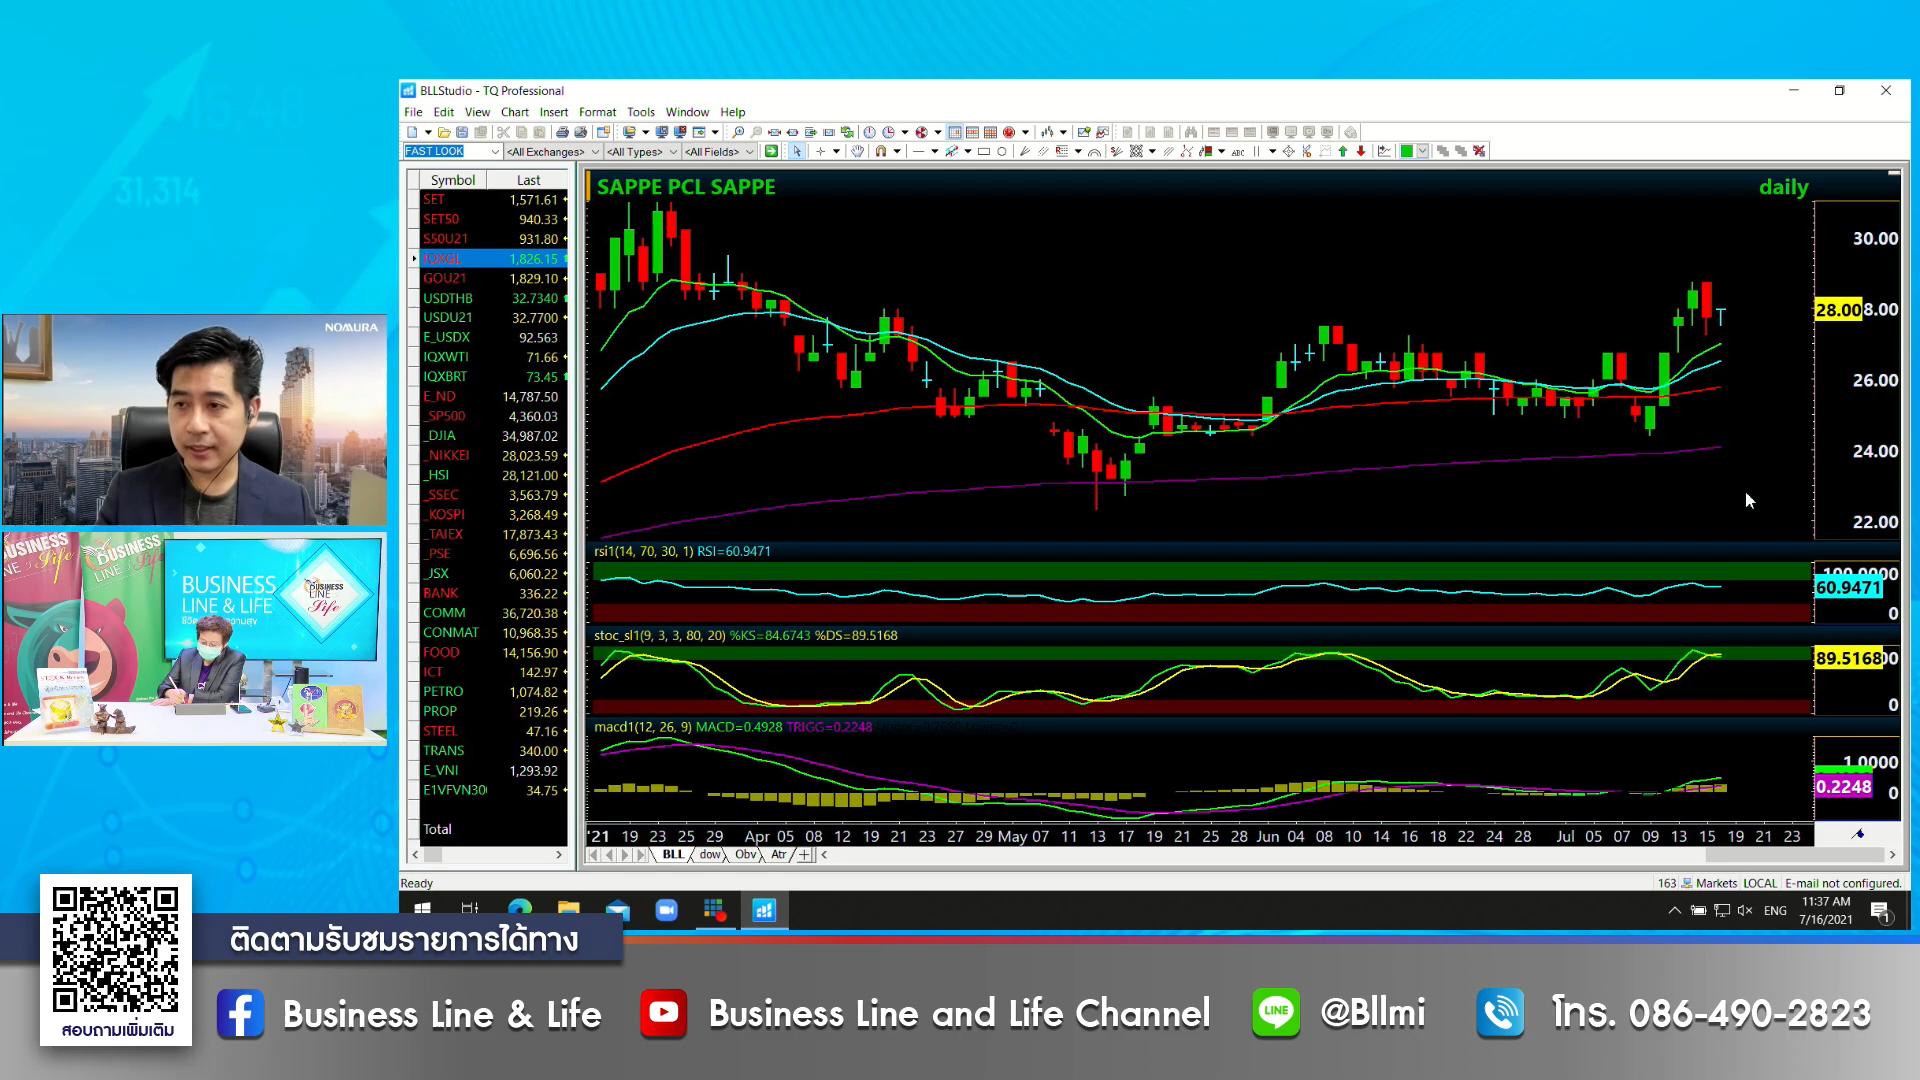 BLLStudio - TQ Professional
File Edit View Chart Insert Format Tools Window Help
FAST LOOK <All Exchanges> <All Types> <All Fields>
Symbol Last
SET 1,571.61
SET50 940.33
S50U21 931.80
IQXGL 1,826.15
GOU21 1,829.10
USDTHB 32.7340
USDU21 32.7700
E_USDX 92.563
IQXWTI 71.66
IQXBRT 73.45
E_ND 14,787.50
_SP500 4,360.03
_DJIA 34,987.02
_NIKKEI 28,023.59
_HSI 28,121.00
_SSEC 3,563.79
_KOSPI 3,268.49
_TAIEX 17,873.43
_PSE 6,696.56
_JSX 6,060.22
BANK 336.22
COMM 36,720.38
CONMAT 10,968.35
FOOD 14,156.90
ICT 142.97
PETRO 1,074.82
PROP 219.26
STEEL 47.16
TRANS 340.00
E_VNI 1,293.92
E1VFVN30 34.75
Total
SAPPE PCL SAPPE daily
30.00
28.00 8.00
26.00
24.00
22.00
rsi1(14, 70, 30, 1) RSI=60.9471
60.9471
0
stoc_sl1(9, 3, 3, 80, 20) %KS=84.6743 %DS=89.5168
89.5168
0
macd1(12, 26, 9) MACD=0.4928 TRIGG=0.2248
1.0000
0.2248 0
'21 19 23 25 29 Apr 05 08 12 19 21 23 27 29 May 07 11 13 17 19 21 25 28 Jun 04 08 10 14 16 18 22 24 28 Jul 05 07 09 13 15 19 21 23
BLL dow Obv Atr
Ready 163 Markets LOCAL E-mail not configured.
ENG 11:37 AM
7/16/2021
1
NOMURA
BUSINESS
LINE & LIFE
BUSINESS
LINE
Life
31,314
ติดตามรับชมรายการได้ทาง
สอบถามเพิ่มเติม
Business Line & Life
Business Line and Life Channel
LINE
@Bllmi
โทร. 086-490-2823